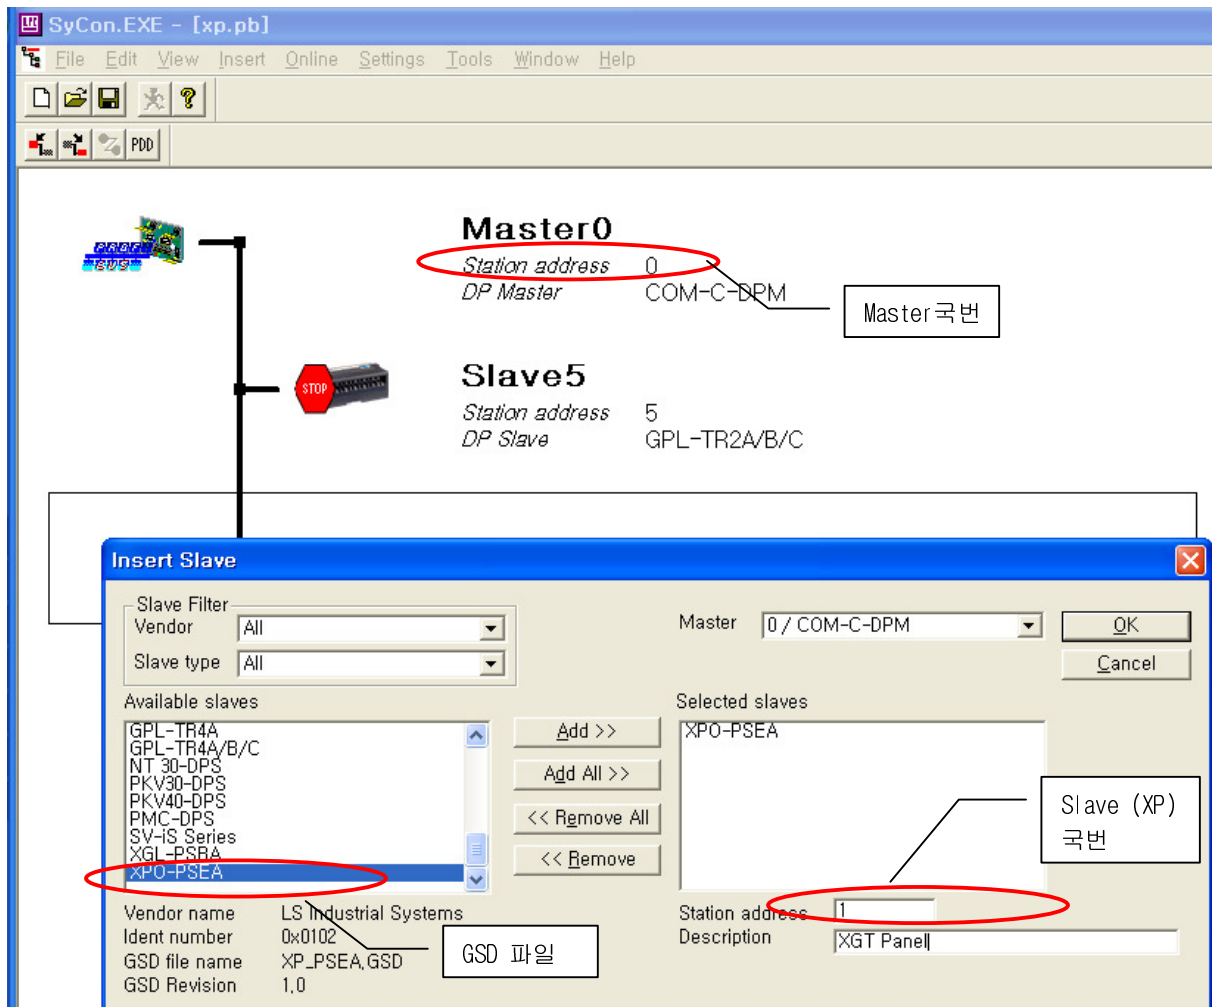 SyCon.EXE - [xp.pb]
File Edit View Insert Online Settings Tools Window Help
PDD
Master0
Station address 0
DP Master COM-C-DPM
Master국번
STOP
Slave5
Station address 5
DP Slave GPL-TR2A/B/C
Insert Slave
Slave Filter
Vendor All
Slave type All
Master 0 / COM-C-DPM
OK
Cancel
Available slaves
GPL-TR4A
GPL-TR4A/B/C
NT 30-DPS
PKV30-DPS
PKV40-DPS
PMC-DPS
SV-iS Series
XGL-PSRA
XPO-PSEA
Add >>
Add All >>
<< Remove All
<< Remove
Selected slaves
XPO-PSEA
Slave (XP)
국번
Vendor name LS Industrial Systems
Ident number 0x0102
GSD file name XP_PSEA.GSD
GSD Revision 1.0
GSD 파일
Station address 1
Description XGT Panel